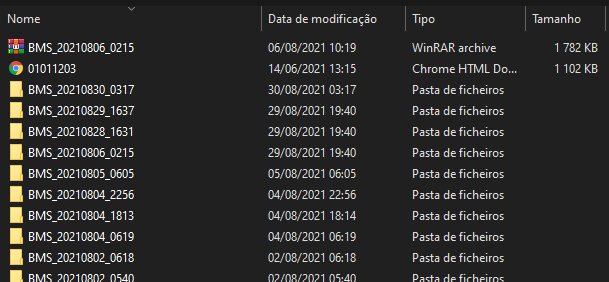 Nome Data de modificação Tipo Tamanho
BMS_20210806_0215 06/08/2021 10:19 WinRAR archive 1 782 KB
01011203 14/06/2021 13:15 Chrome HTML Do... 1 102 KB
BMS_20210830_0317 30/08/2021 03:17 Pasta de ficheiros
BMS_20210829_1637 29/08/2021 19:40 Pasta de ficheiros
BMS_20210828_1631 29/08/2021 19:40 Pasta de ficheiros
BMS_20210806_0215 29/08/2021 19:40 Pasta de ficheiros
BMS_20210805_0605 05/08/2021 06:05 Pasta de ficheiros
BMS_20210804_2256 04/08/2021 22:56 Pasta de ficheiros
BMS_20210804_1813 04/08/2021 18:14 Pasta de ficheiros
BMS_20210804_0619 04/08/2021 06:19 Pasta de ficheiros
BMS_20210802_0618 02/08/2021 06:18 Pasta de ficheiros
BMS_20210802_0540 02/08/2021 05:40 Pasta de ficheiros